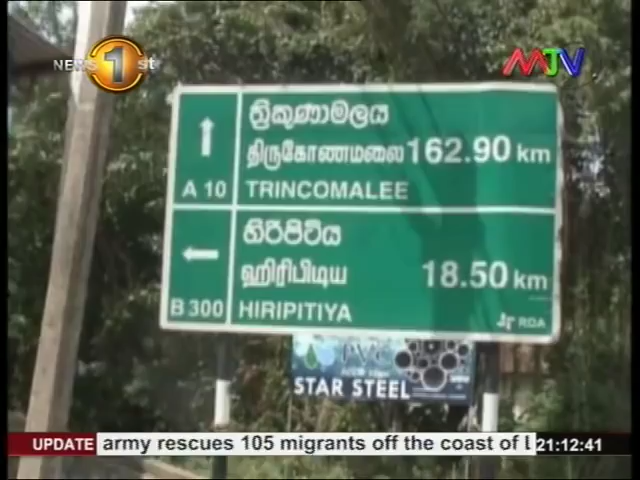 NEWS 1st
MTV
ත්‍රිකුණාමලය
திருகோணமலை 162.90 km
A 10 TRINCOMALEE
හිරිපිටිය
ஹிரிபிடிய 18.50 km
B 300 HIRIPITIYA
RDA
PVC
STAR STEEL
UPDATE army rescues 105 migrants off the coast of 21:12:41